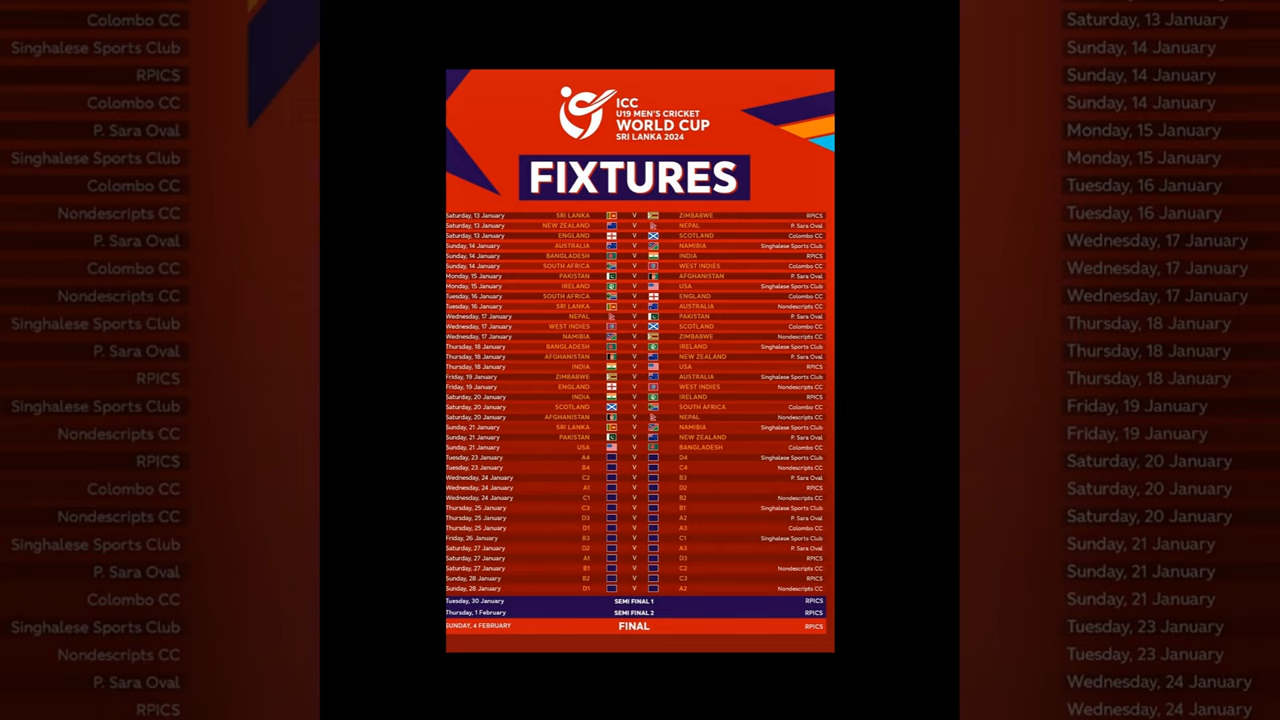 ICC
U19 MEN'S CRICKET
WORLD CUP
SRI LANKA 2024
FIXTURES
Saturday, 13 January SRI LANKA V ZIMBABWE RPICS
Saturday, 13 January NEW ZEALAND V NEPAL P. Sara Oval
Saturday, 13 January ENGLAND V SCOTLAND Colombo CC
Sunday, 14 January AUSTRALIA V NAMIBIA Singhalese Sports Club
Sunday, 14 January BANGLADESH V INDIA RPICS
Sunday, 14 January SOUTH AFRICA V WEST INDIES Colombo CC
Monday, 15 January PAKISTAN V AFGHANISTAN P. Sara Oval
Monday, 15 January IRELAND V USA Singhalese Sports Club
Tuesday, 16 January SOUTH AFRICA V ENGLAND Colombo CC
Tuesday, 16 January SRI LANKA V AUSTRALIA Nondescripts CC
Wednesday, 17 January NEPAL V PAKISTAN P. Sara Oval
Wednesday, 17 January WEST INDIES V SCOTLAND Colombo CC
Wednesday, 17 January NAMIBIA V ZIMBABWE Nondescripts CC
Thursday, 18 January BANGLADESH V IRELAND Singhalese Sports Club
Thursday, 18 January AFGHANISTAN V NEW ZEALAND P. Sara Oval
Thursday, 18 January INDIA V USA RPICS
Friday, 19 January ZIMBABWE V AUSTRALIA Singhalese Sports Club
Friday, 19 January ENGLAND V WEST INDIES Nondescripts CC
Saturday, 20 January INDIA V IRELAND RPICS
Saturday, 20 January SCOTLAND V SOUTH AFRICA Colombo CC
Saturday, 20 January AFGHANISTAN V NEPAL Nondescripts CC
Sunday, 21 January SRI LANKA V NAMIBIA Singhalese Sports Club
Sunday, 21 January PAKISTAN V NEW ZEALAND P. Sara Oval
Sunday, 21 January USA V BANGLADESH Colombo CC
Tuesday, 23 January A4 V D4 Singhalese Sports Club
Tuesday, 23 January B4 V C4 Nondescripts CC
Wednesday, 24 January C2 V B3 P. Sara Oval
Wednesday, 24 January A1 V D2 RPICS
Wednesday, 24 January C1 V B2 Nondescripts CC
Thursday, 25 January C3 V B1 Singhalese Sports Club
Thursday, 25 January D3 V A2 P. Sara Oval
Thursday, 25 January D1 V A3 Colombo CC
Friday, 26 January B3 V C1 Singhalese Sports Club
Saturday, 27 January D2 V A3 P. Sara Oval
Saturday, 27 January A1 V D3 RPICS
Saturday, 27 January B1 V C2 Nondescripts CC
Sunday, 28 January B2 V C3 RPICS
Sunday, 28 January D1 V A2 Nondescripts CC
Tuesday, 30 January SEMI FINAL 1 RPICS
Thursday, 1 February SEMI FINAL 2 RPICS
SUNDAY, 4 FEBRUARY FINAL RPICS
Colombo CC
Singhalese Sports Club
RPICS
Colombo CC
P. Sara Oval
Singhalese Sports Club
Colombo CC
Nondescripts CC
P. Sara Oval
Colombo CC
Nondescripts CC
Singhalese Sports Club
P. Sara Oval
RPICS
Singhalese Sports Club
Nondescripts CC
RPICS
Colombo CC
Nondescripts CC
Singhalese Sports Club
P. Sara Oval
Colombo CC
Singhalese Sports Club
Nondescripts CC
P. Sara Oval
RPICS
Saturday, 13 January
Sunday, 14 January
Sunday, 14 January
Sunday, 14 January
Monday, 15 January
Monday, 15 January
Tuesday, 16 January
Tuesday, 16 January
Wednesday, 17 January
Wednesday, 17 January
Wednesday, 17 January
Thursday, 18 January
Thursday, 18 January
Thursday, 18 January
Friday, 19 January
Friday, 19 January
Saturday, 20 January
Saturday, 20 January
Saturday, 20 January
Sunday, 21 January
Sunday, 21 January
Sunday, 21 January
Tuesday, 23 January
Tuesday, 23 January
Wednesday, 24 January
Wednesday, 24 January